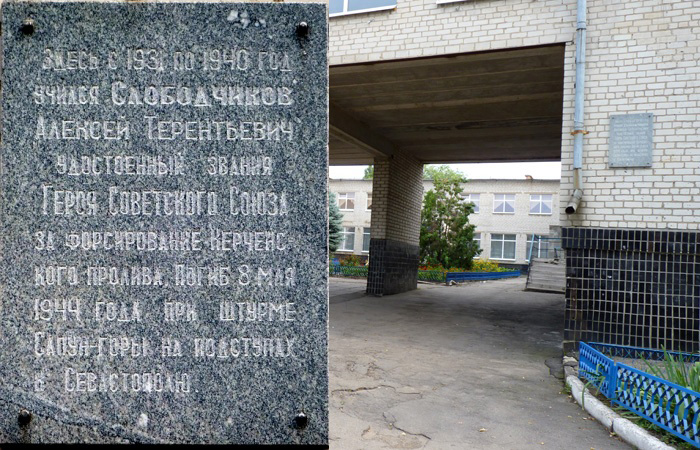 Здесь с 1931 по 1940 год
учился Слободчиков
Алексей Терентьевич
удостоенный звания
Героя Советского Союза
за форсирование Керченс-
кого пролива. Погиб 8 мая
1944 года при штурме
Сапун-горы на подступах
к Севастополю